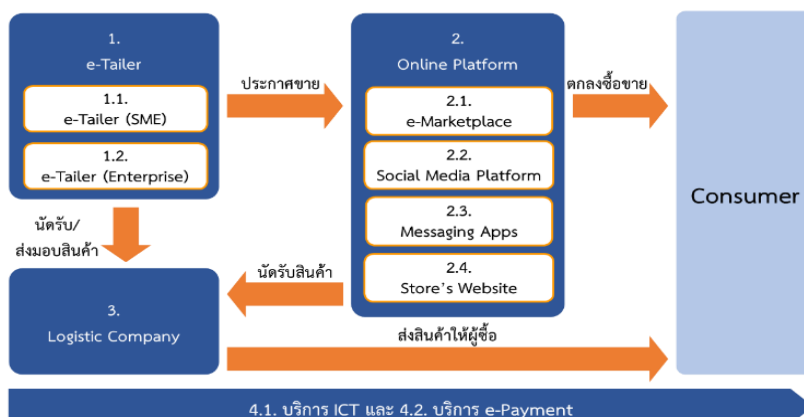 1.
e-Tailer
1.1.
e-Tailer (SME)
1.2.
e-Tailer (Enterprise)
ประกาศขาย
2.
Online Platform
2.1.
e-Marketplace
2.2.
Social Media Platform
2.3.
Messaging Apps
2.4.
Store's Website
ตกลงซื้อขาย
Consumer
นัดรับ/
ส่งมอบสินค้า
นัดรับสินค้า
3.
Logistic Company
ส่งสินค้าให้ผู้ซื้อ
4.1. บริการ ICT และ 4.2. บริการ e-Payment